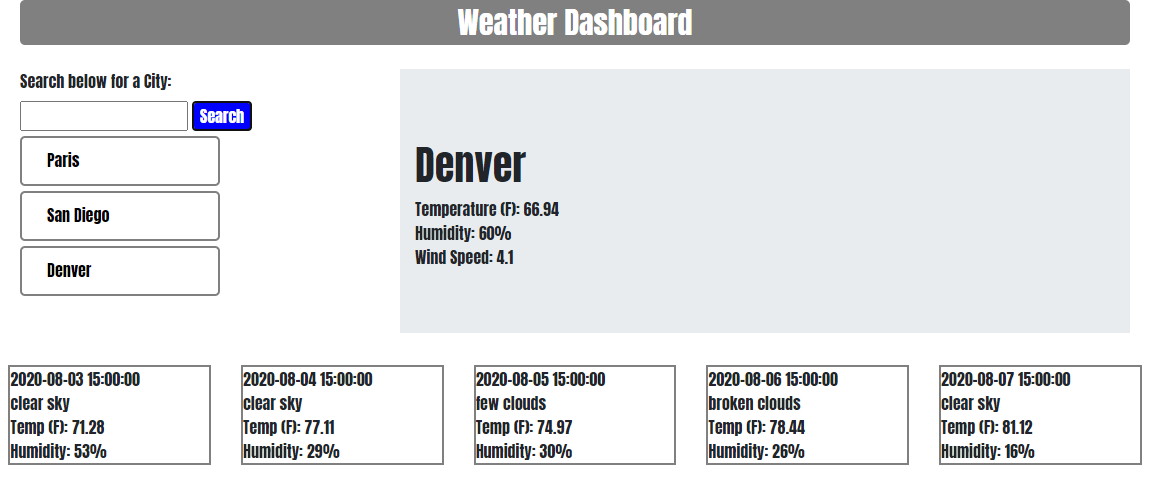 Weather Dashboard
Search below for a City:
Search
Paris
San Diego
Denver
Denver
Temperature (F): 66.94
Humidity: 60%
Wind Speed: 4.1
2020-08-03 15:00:00
clear sky
Temp (F): 71.28
Humidity: 53%
2020-08-04 15:00:00
clear sky
Temp (F): 77.11
Humidity: 29%
2020-08-05 15:00:00
few clouds
Temp (F): 74.97
Humidity: 30%
2020-08-06 15:00:00
broken clouds
Temp (F): 78.44
Humidity: 26%
2020-08-07 15:00:00
clear sky
Temp (F): 81.12
Humidity: 16%